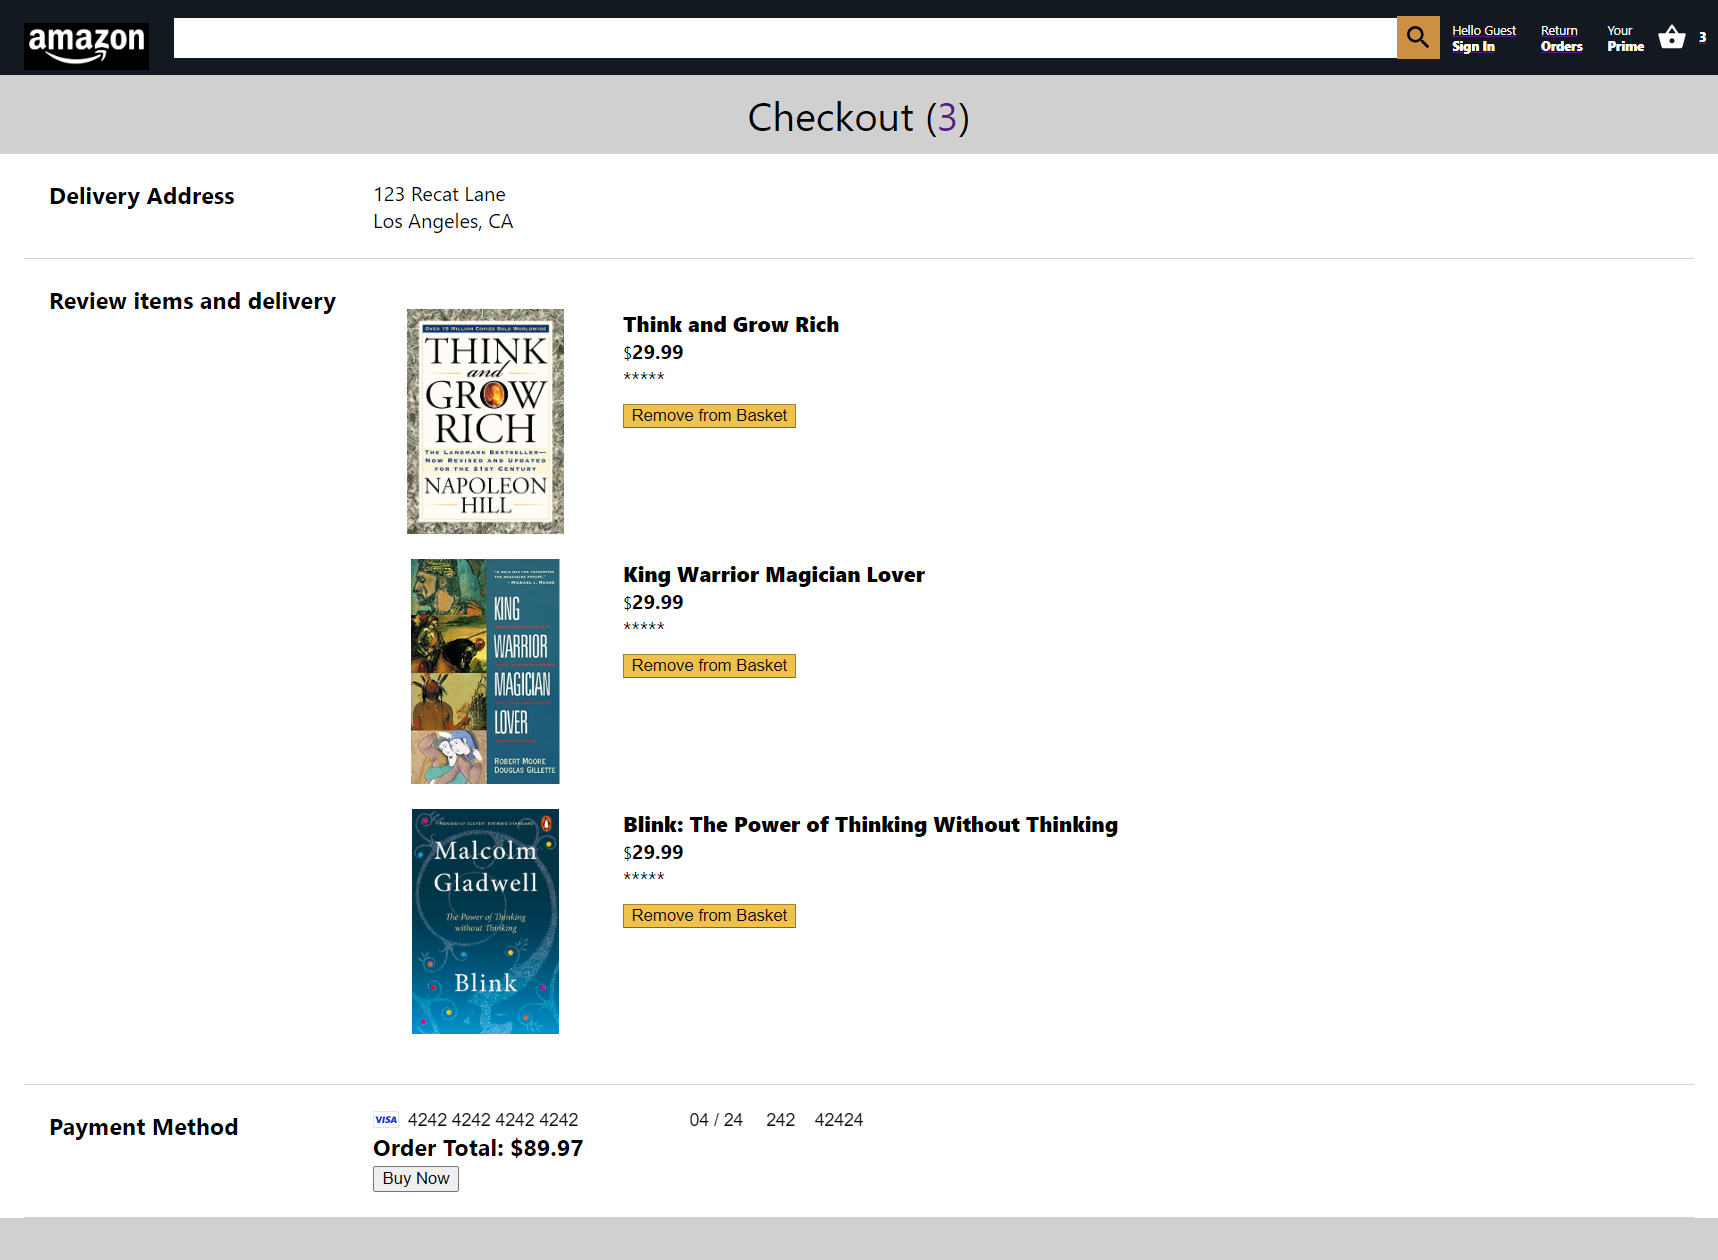 amazon
Hello Guest
Sign In
Return
Orders
Your
Prime
3
Checkout (3)
Delivery Address
123 Recat Lane
Los Angeles, CA
Review items and delivery
OVER 15 MILLION COPIES SOLD WORLDWIDE
THINK
and
GROW
RICH
THE LANDMARK BESTSELLER—
NOW REVISED AND UPDATED
FOR THE 21ST CENTURY
NAPOLEON
HILL
Think and Grow Rich
$29.99
*****
Remove from Basket
KING
WARRIOR
MAGICIAN
LOVER
ROBERT MOORE
DOUGLAS GILLETTE
King Warrior Magician Lover
$29.99
*****
Remove from Basket
Malcolm
Gladwell
The Power of Thinking
without Thinking
Blink
Blink: The Power of Thinking Without Thinking
$29.99
*****
Remove from Basket
Payment Method
VISA 4242 4242 4242 4242 04 / 24 242 42424
Order Total: $89.97
Buy Now